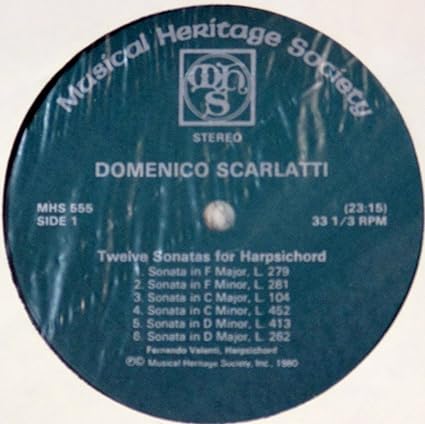 Musical Heritage Society
MHS
STEREO
DOMENICO SCARLATTI
MHS 555
SIDE 1
(23:15)
33 1/3 RPM
Twelve Sonatas for Harpsichord
1. Sonata in F Major, L. 279
2. Sonata in F Minor, L. 281
3. Sonata in C Major, L. 104
4. Sonata in C Minor, L. 452
5. Sonata in D Minor, L. 413
6. Sonata in D Major, L. 262
Fernando Valenti, Harpsichord
ⓅⒸ Musical Heritage Society, Inc., 1980